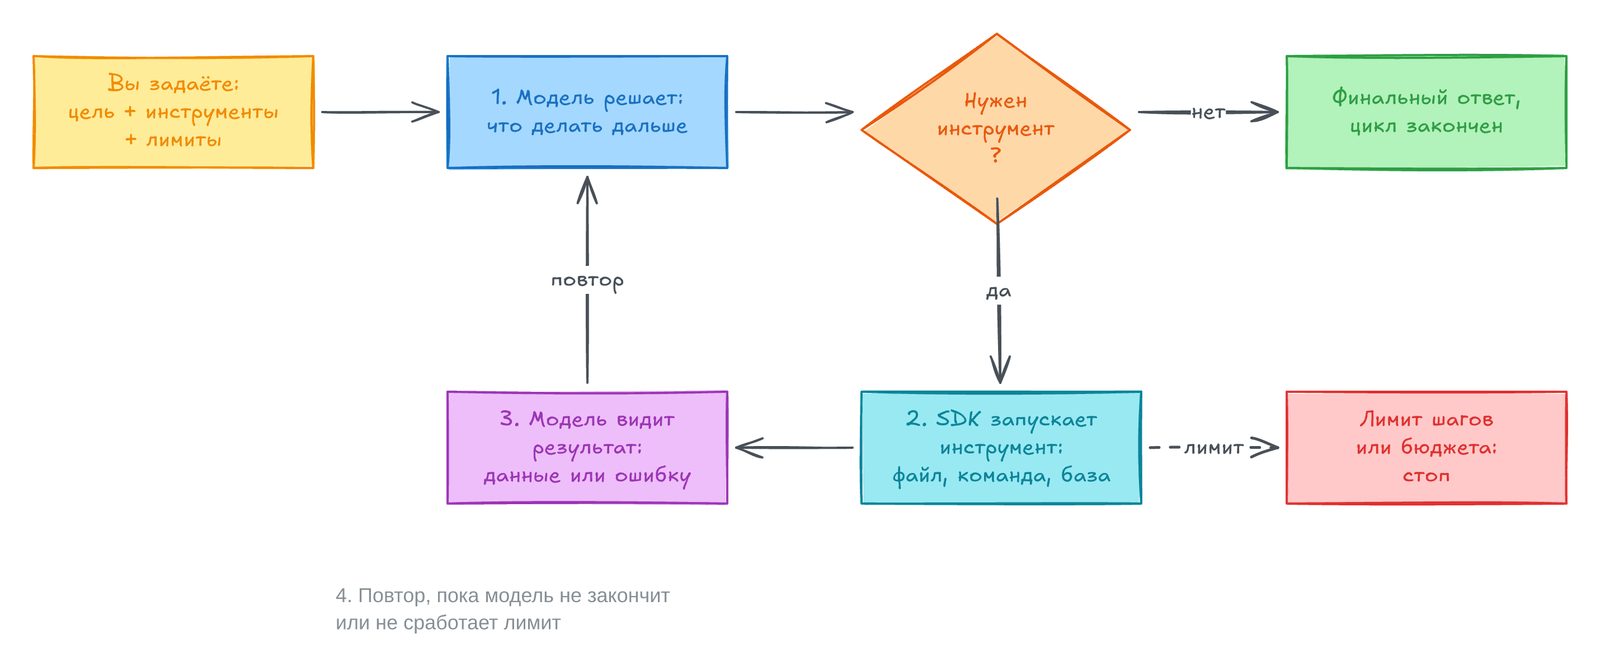 Вы задаёте:
цель + инструменты
+ лимиты
1. Модель решает:
что делать дальше
Нужен
инструмент
?
нет
Финальный ответ,
цикл закончен
повтор
да
3. Модель видит
результат:
данные или ошибку
2. SDK запускает
инструмент:
файл, команда, база
лимит
Лимит шагов
или бюджета:
стоп
4. Повтор, пока модель не закончит
или не сработает лимит